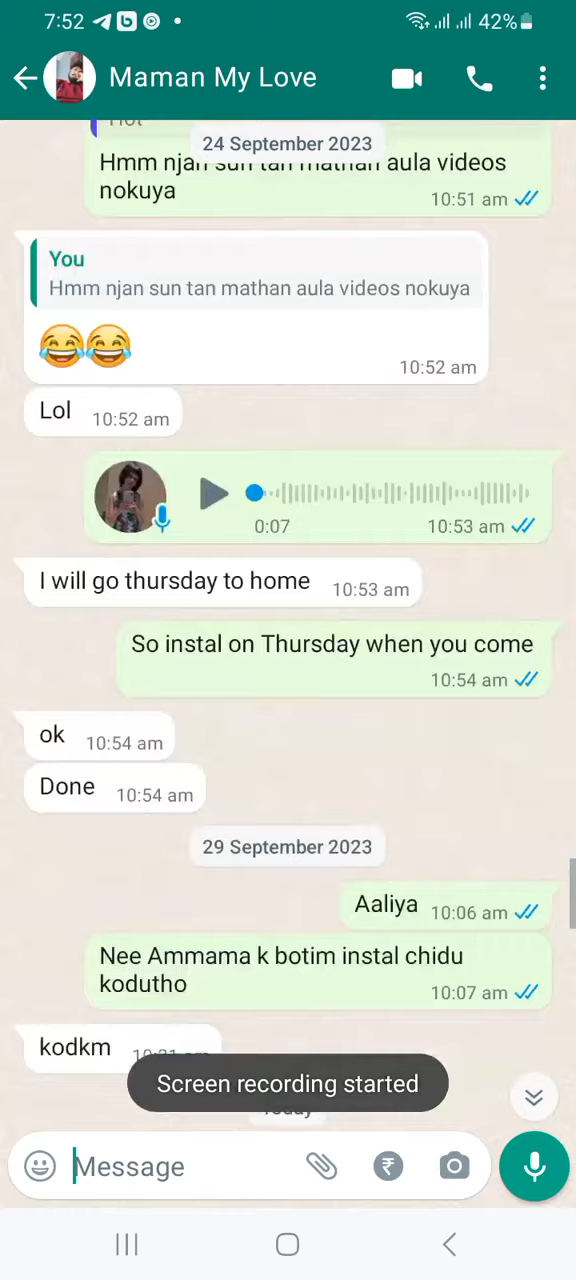 7:52
42%
Maman My Love
24 September 2023
Hmm njan sun tan mathan aula videos
nokuya
10:51 am
You
Hmm njan sun tan mathan aula videos nokuya
😂😂
10:52 am
Lol 10:52 am
0:07 10:53 am
I will go thursday to home 10:53 am
So instal on Thursday when you come
10:54 am
ok 10:54 am
Done 10:54 am
29 September 2023
Aaliya 10:06 am
Nee Ammama k botim instal chidu
kodutho
10:07 am
kodkm
Screen recording started
Today
Message